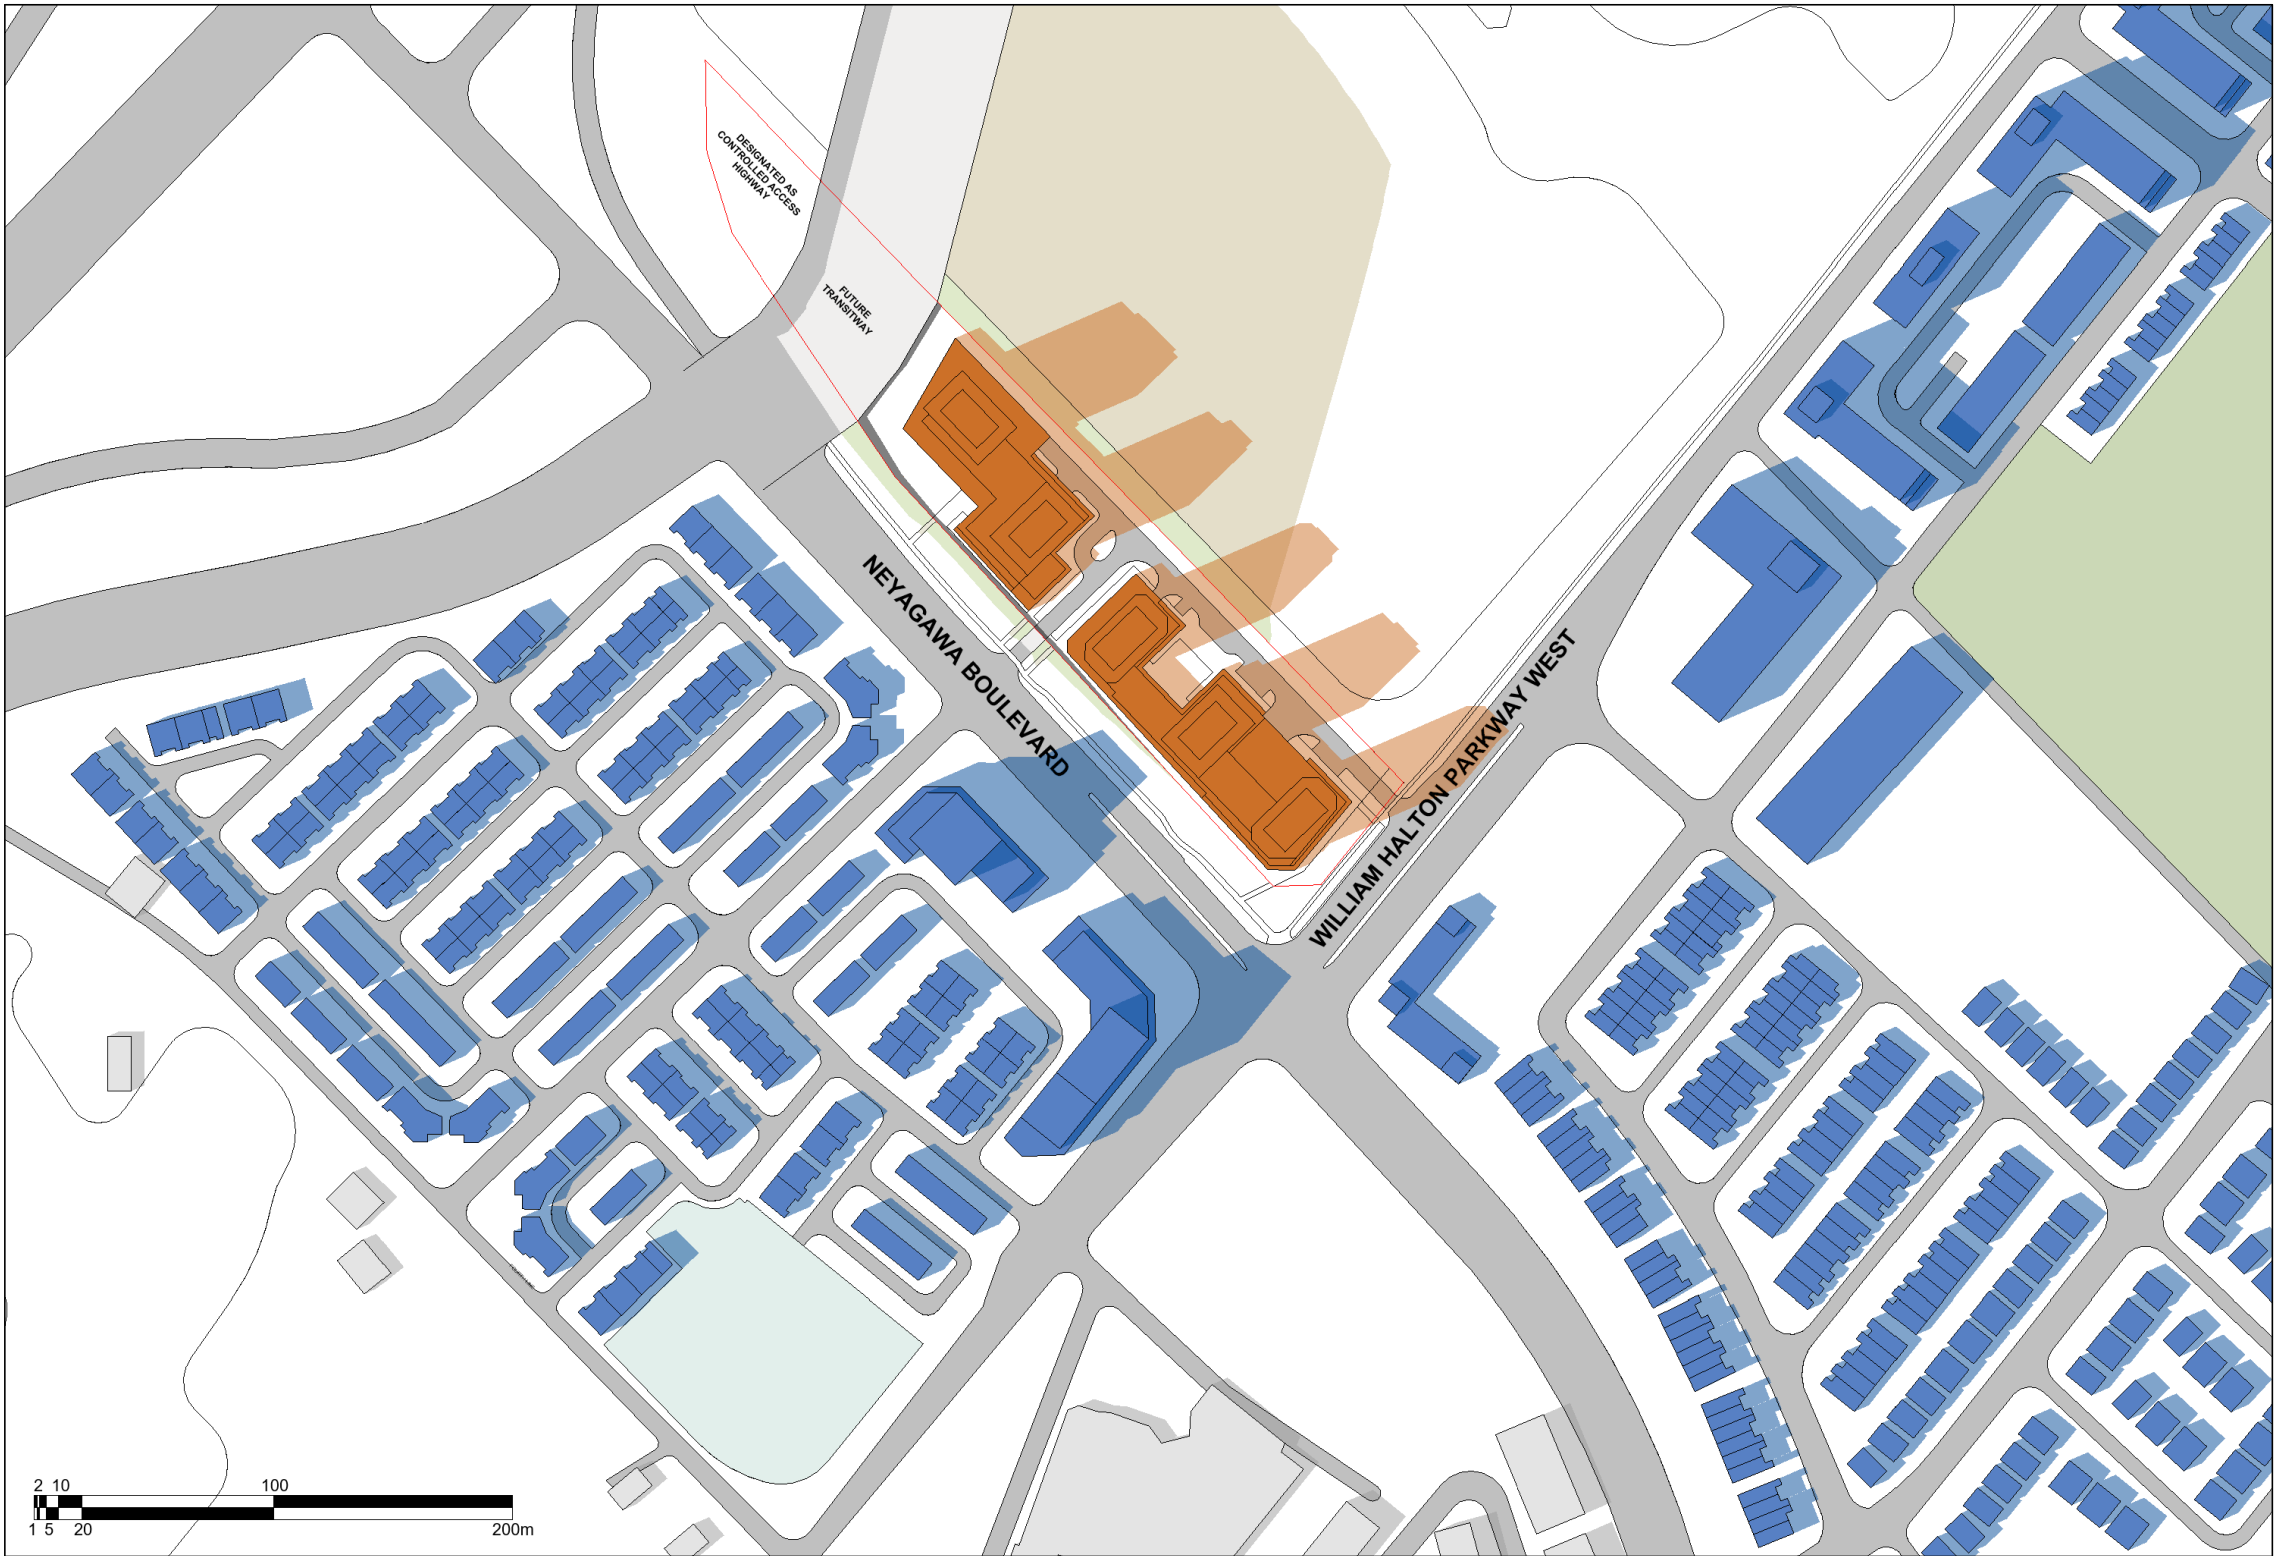 DESIGNATED AS
CONTROLLED ACCESS
HIGHWAY
FUTURE
TRANSITWAY
NEYAGAWA BOULEVARD
WILLIAM HALTON PARKWAY WEST
2 10 100
1 5 20 200m